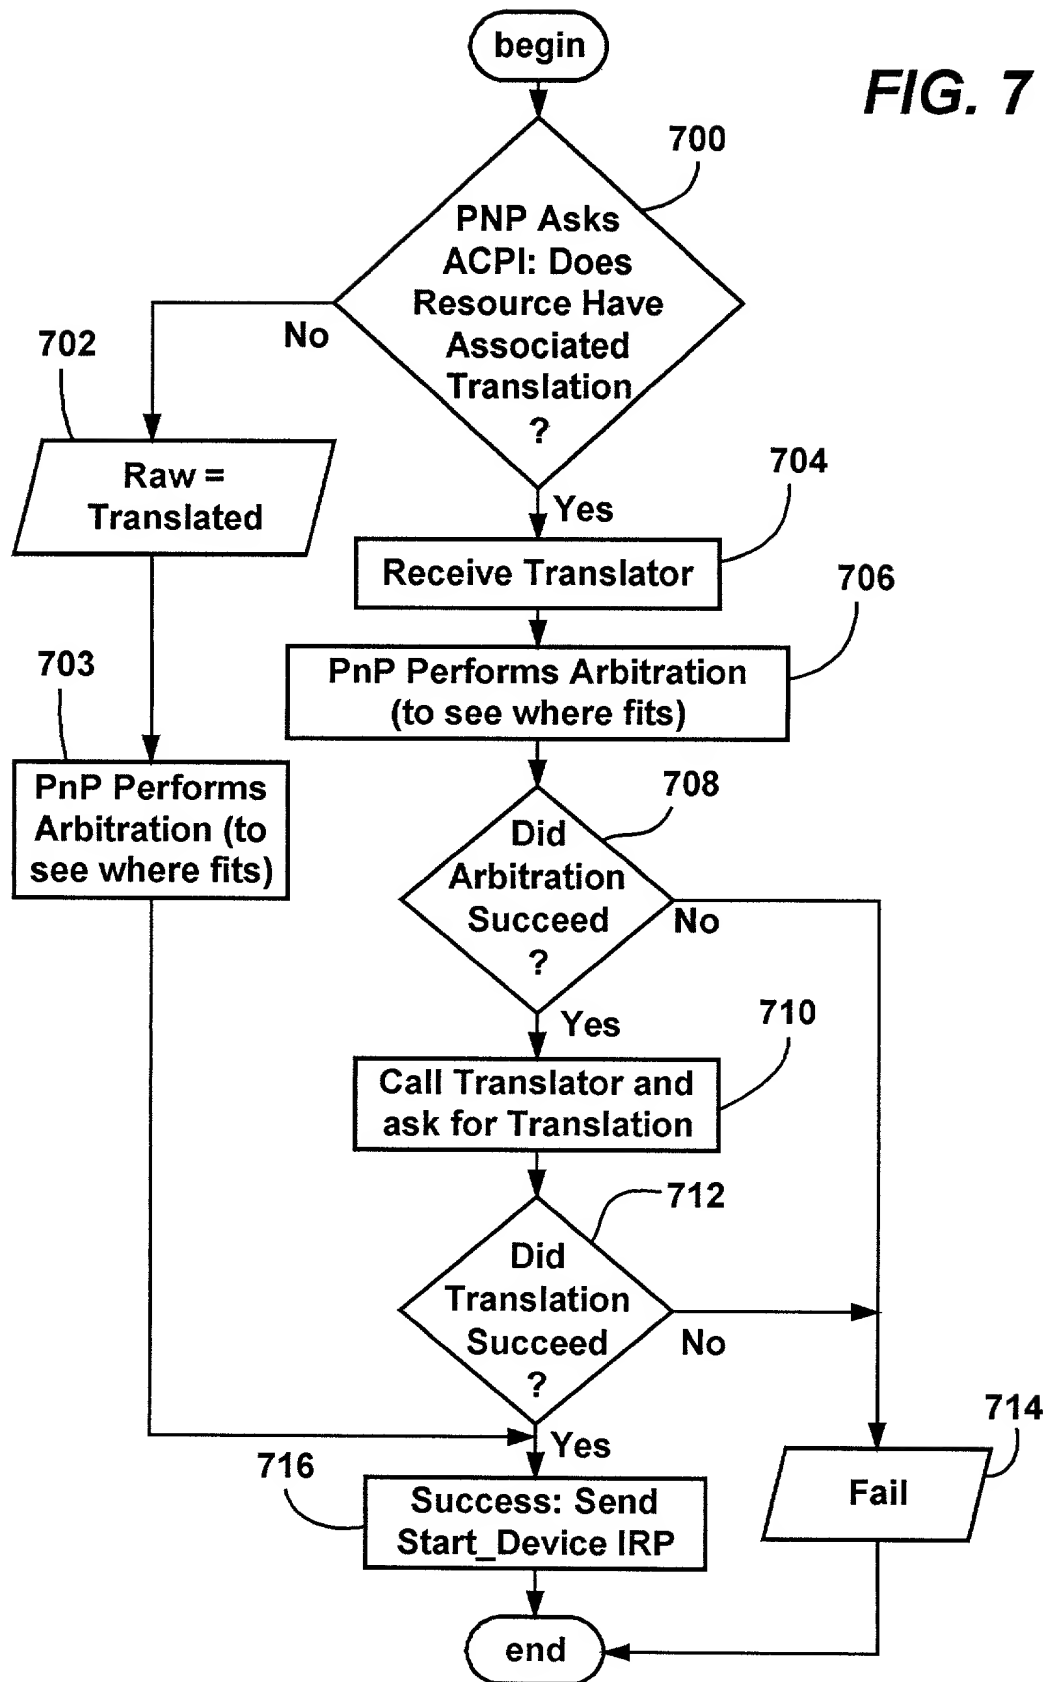 begin
FIG. 7
700
PNP Asks
ACPI: Does
Resource Have
Associated
Translation
?
No
702
Raw =
Translated
Yes
704
Receive Translator
706
PnP Performs Arbitration
(to see where fits)
703
PnP Performs
Arbitration (to
see where fits)
708
Did
Arbitration
Succeed
?
No
Yes
710
Call Translator and
ask for Translation
712
Did
Translation
Succeed
?
No
Yes
714
Fail
716
Success: Send
Start_Device IRP
end